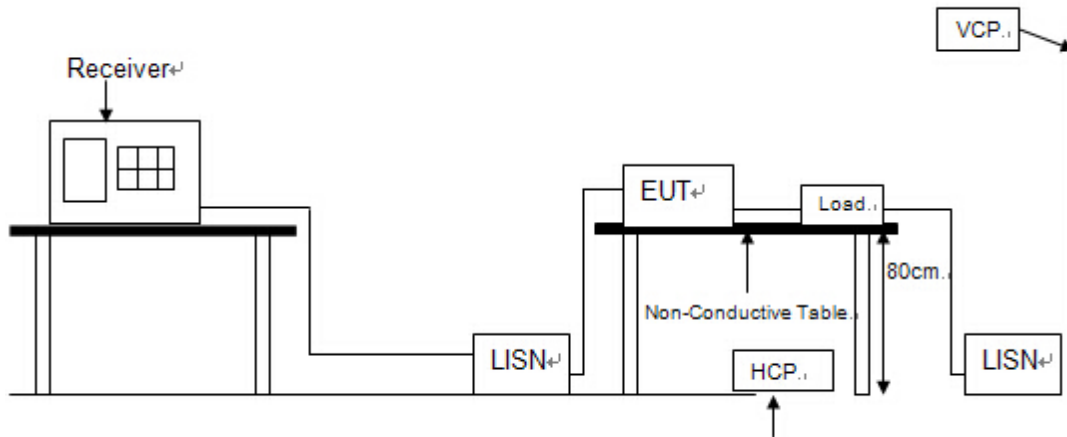 VCP.
Receiver
EUT
Load.
80cm.
Non-Conductive Table.
LISN
HCP.
LISN